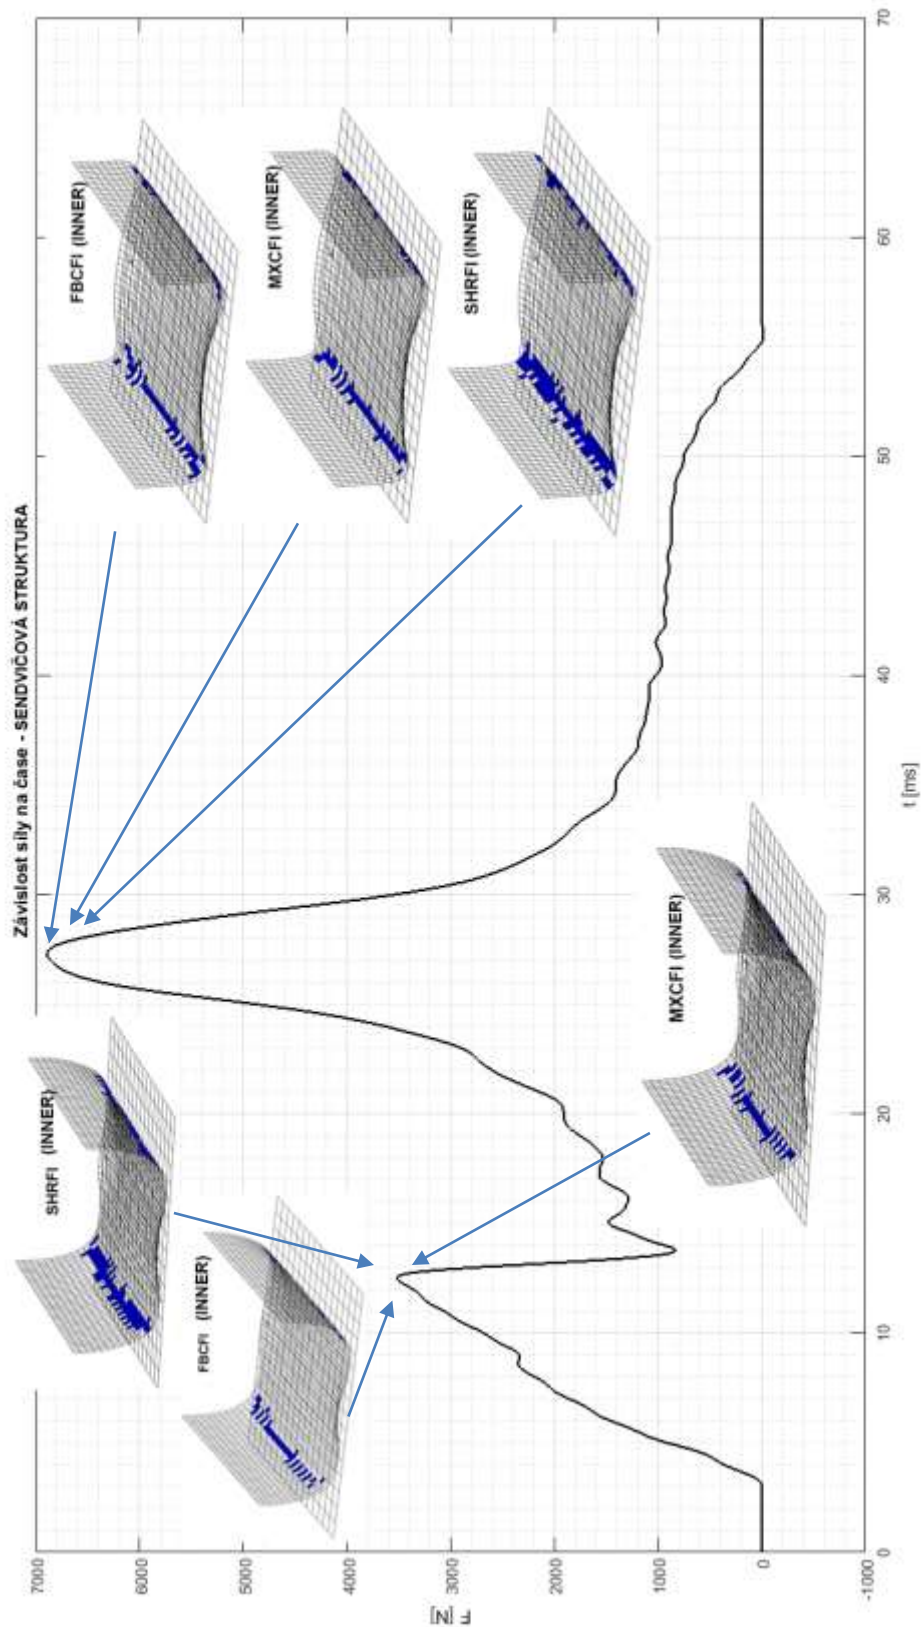 Závislost síly na čase - SENDVIČOVÁ STRUKTURA
7000
6000
5000
4000
3000
2000
1000
0
-1000
F [N]
SHRFI (INNER)
FBCFI (INNER)
MXCFI (INNER)
FBCFI (INNER)
MXCFI (INNER)
SHRFI (INNER)
0
10
20
30
40
50
60
70
t [ms]